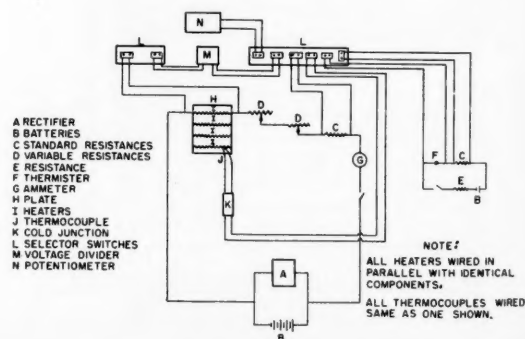 N
L
L
M
H
I
I
I
I
D
D
C
G
J
K
A
B
F
C
E
B
A RECTIFIER
B BATTERIES
C STANDARD RESISTANCES
D VARIABLE RESISTANCES
E RESISTANCE
F THERMISTER
G AMMETER
H PLATE
I HEATERS
J THERMOCOUPLE
K COLD JUNCTION
L SELECTOR SWITCHES
M VOLTAGE DIVIDER
N POTENTIOMETER
NOTE:
ALL HEATERS WIRED IN
PARALLEL WITH IDENTICAL
COMPONENTS.
ALL THERMOCOUPLES WIRED
SAME AS ONE SHOWN.